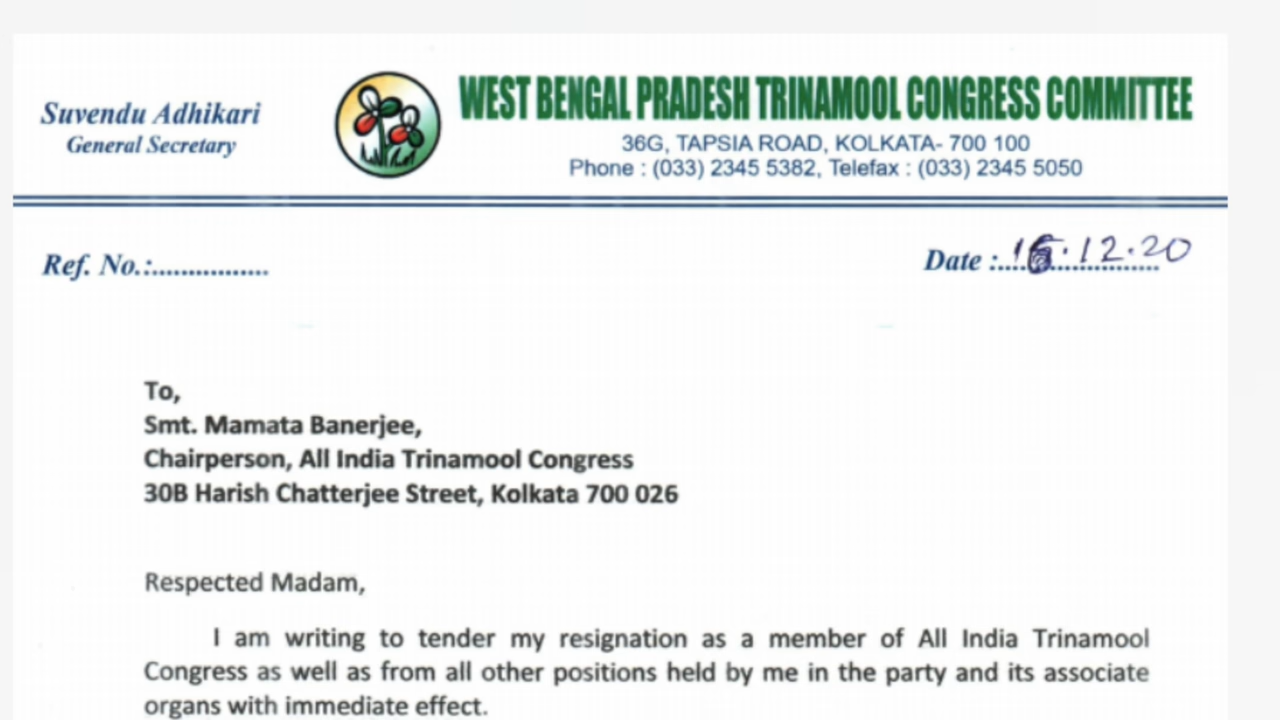 Suvendu Adhikari
General Secretary
WEST BENGAL PRADESH TRINAMOOL CONGRESS COMMITTEE
36G, TAPSIA ROAD, KOLKATA- 700 100
Phone : (033) 2345 5382, Telefax : (033) 2345 5050
Ref. No.:................
Date :.... .12.20
To,
Smt. Mamata Banerjee,
Chairperson, All India Trinamool Congress
30B Harish Chatterjee Street, Kolkata 700 026
Respected Madam,
I am writing to tender my resignation as a member of All India Trinamool
Congress as well as from all other positions held by me in the party and its associate
organs with immediate effect.